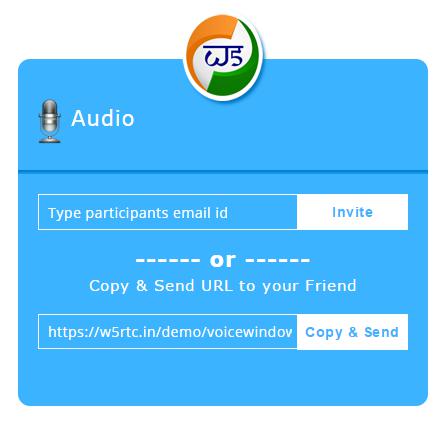 W5
Audio
Type participants email id
Invite
------ or ------
Copy & Send URL to your Friend
https://w5rtc.in/demo/voicewindow
Copy & Send